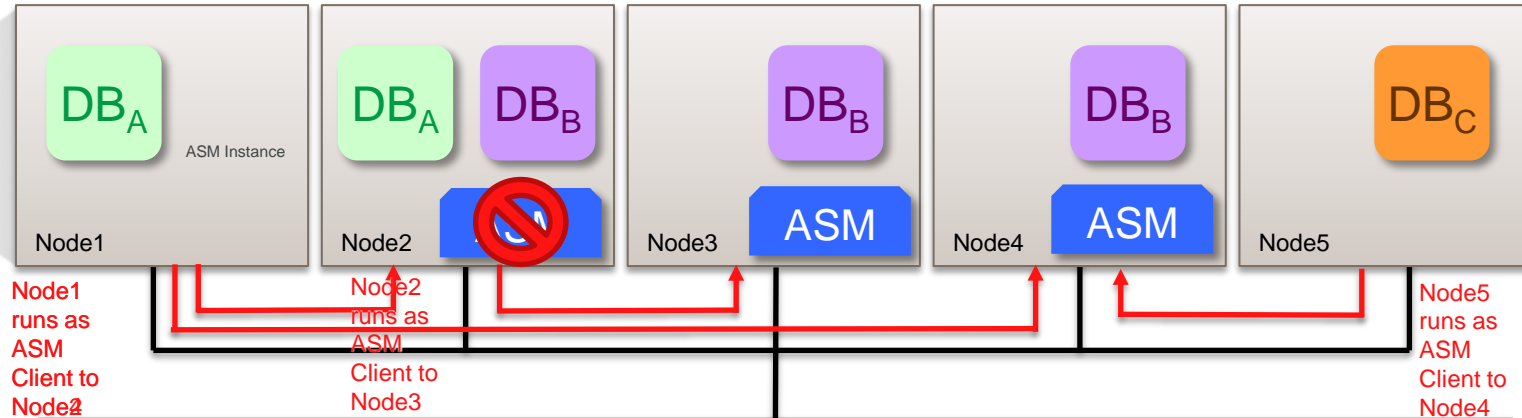 DBA
ASM Instance
Node1
DBA
DBB
Node2
DBB
ASM
Node3
DBB
ASM
Node4
DBC
Node5
Node1
runs as
ASM
Client to
Node2
runs as
ASM
Client to
Node3
Node5
runs as
ASM
Client to
Node4